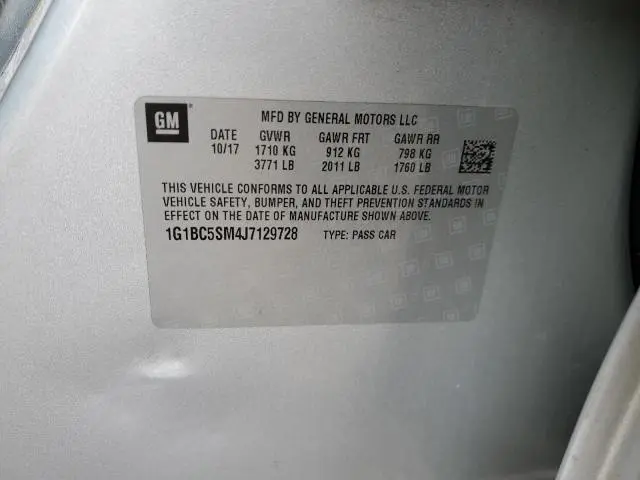 GM
MFD BY GENERAL MOTORS LLC
DATE GVWR GAWR FRT GAWR RR
10/17 1710 KG 912 KG 798 KG
3771 LB 2011 LB 1760 LB
THIS VEHICLE CONFORMS TO ALL APPLICABLE U.S. FEDERAL MOTOR
VEHICLE SAFETY, BUMPER, AND THEFT PREVENTION STANDARDS IN
EFFECT ON THE DATE OF MANUFACTURE SHOWN ABOVE.
1G1BC5SM4J7129728 TYPE: PASS CAR